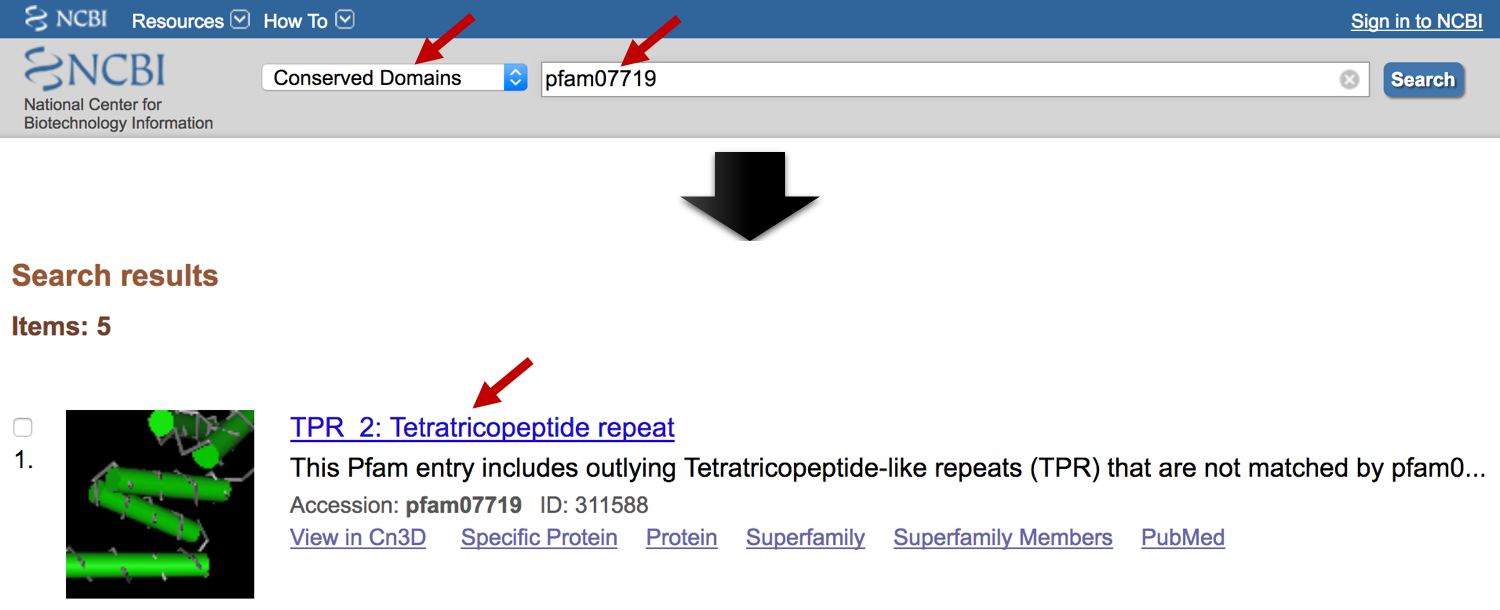 NCBI Resources How To Sign in to NCBI
NCBI
National Center for
Biotechnology Information
Conserved Domains pfam07719 Search
Search results
Items: 5
1.
TPR_2: Tetratricopeptide repeat
This Pfam entry includes outlying Tetratricopeptide-like repeats (TPR) that are not matched by pfam0...
Accession: pfam07719 ID: 311588
View in Cn3D Specific Protein Protein Superfamily Superfamily Members PubMed